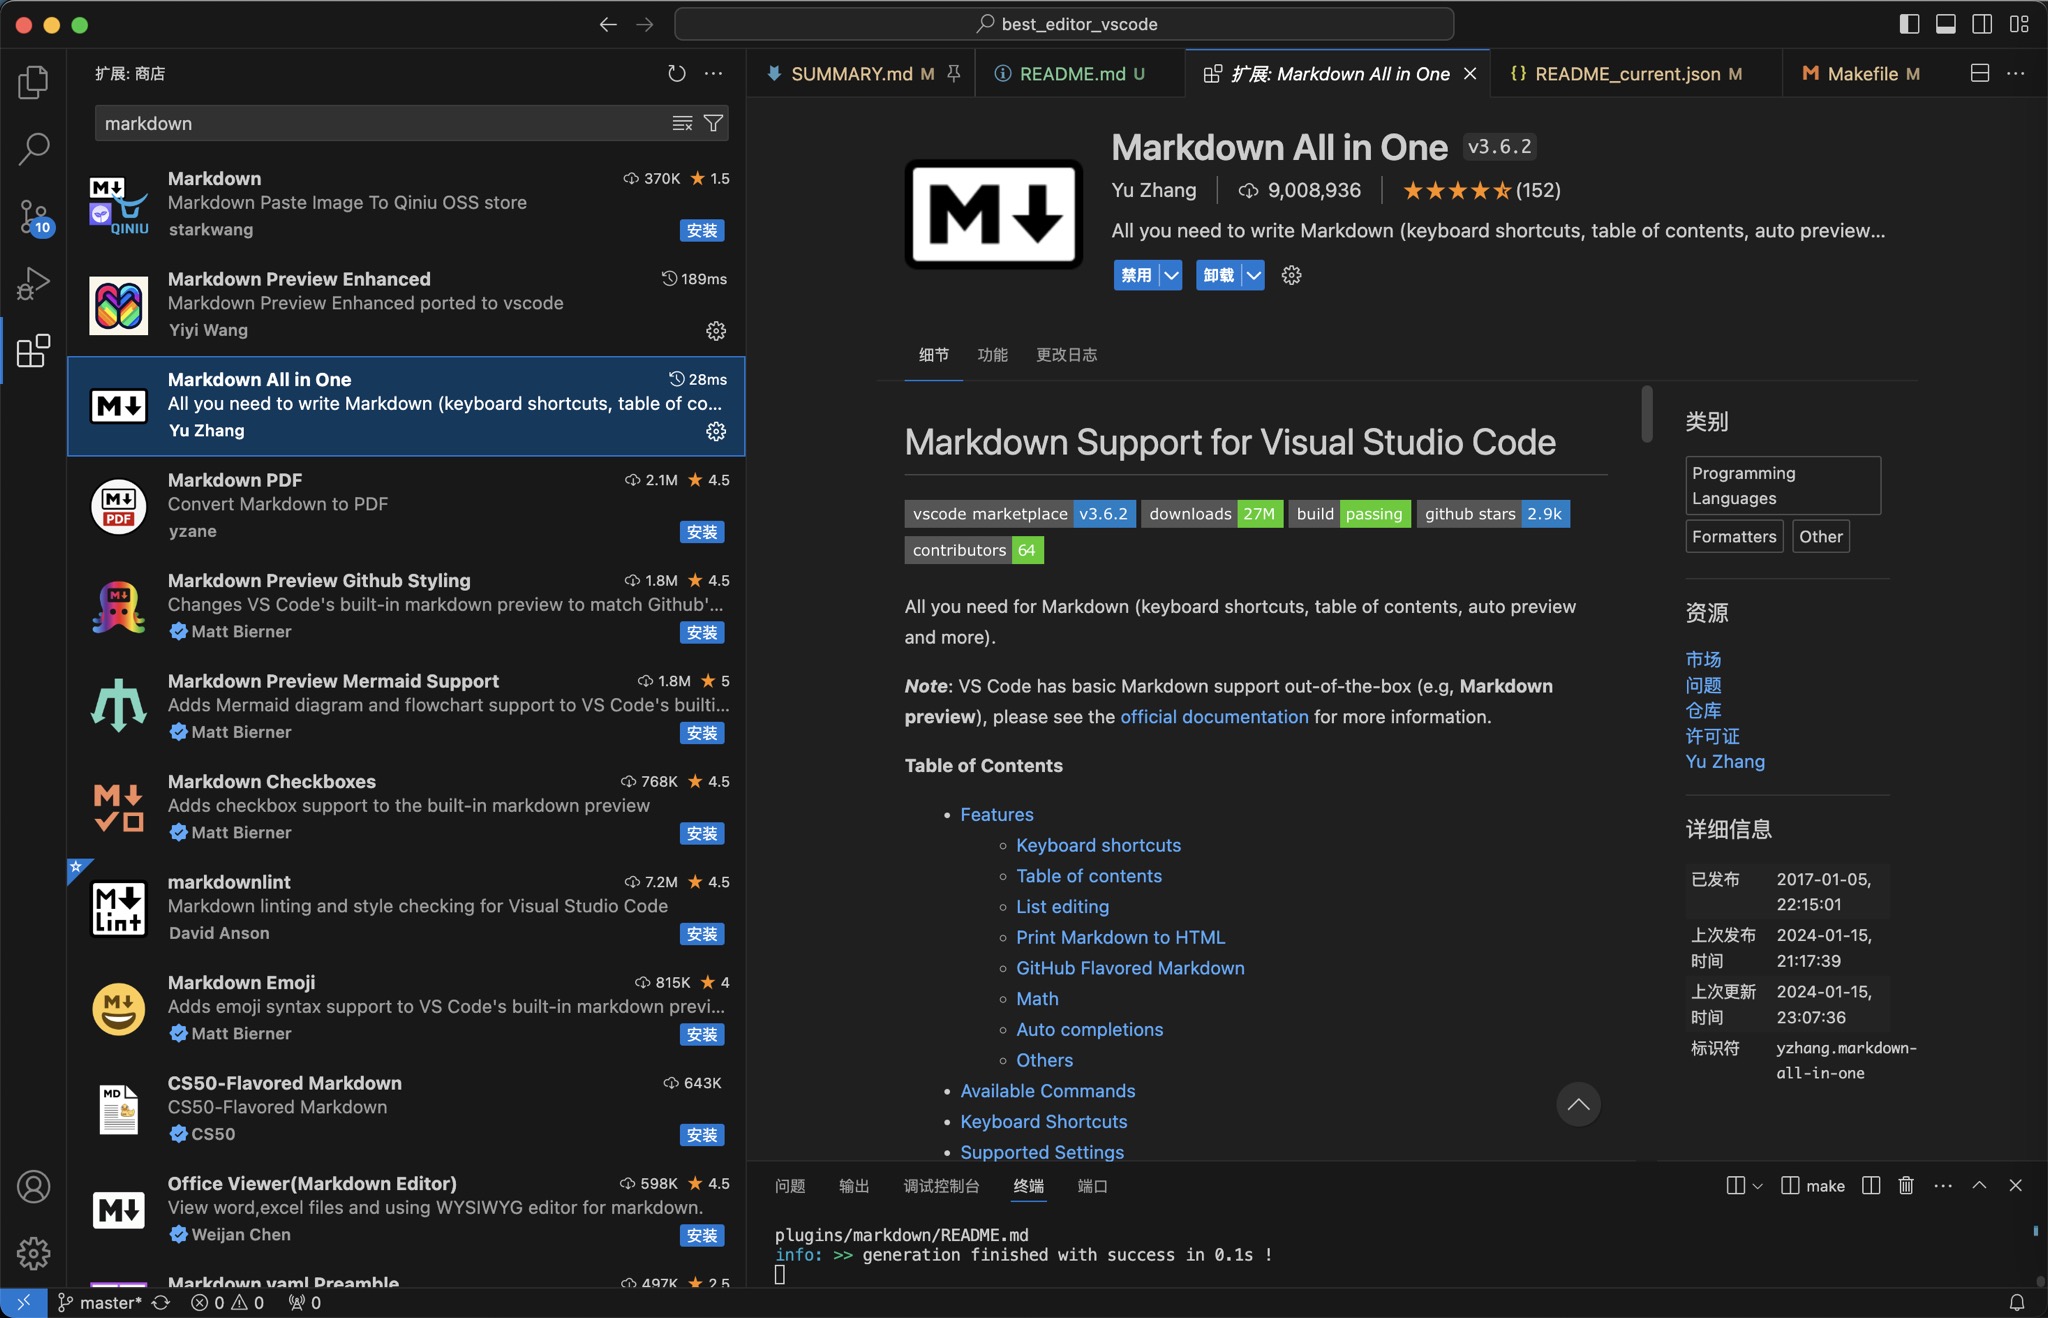 best_editor_vscode
扩展: 商店
markdown
Markdown
370K 1.5
Markdown Paste Image To Qiniu OSS store
starkwang
安装
M
QINIU
Markdown Preview Enhanced
189ms
Markdown Preview Enhanced ported to vscode
Yiyi Wang
Markdown All in One
28ms
All you need to write Markdown (keyboard shortcuts, table of co...
Yu Zhang
M
Markdown PDF
2.1M 4.5
Convert Markdown to PDF
yzane
安装
M
PDF
Markdown Preview Github Styling
1.8M 4.5
Changes VS Code's built-in markdown preview to match Github'...
Matt Bierner
安装
M
Markdown Preview Mermaid Support
1.8M 5
Adds Mermaid diagram and flowchart support to VS Code's builti...
Matt Bierner
安装
Markdown Checkboxes
768K 4.5
Adds checkbox support to the built-in markdown preview
Matt Bierner
安装
M
markdownlint
7.2M 4.5
Markdown linting and style checking for Visual Studio Code
David Anson
安装
M
lint
Markdown Emoji
815K 4
Adds emoji syntax support to VS Code's built-in markdown previ...
Matt Bierner
安装
M
CS50-Flavored Markdown
643K
CS50-Flavored Markdown
CS50
安装
MD
Office Viewer(Markdown Editor)
598K 4.5
View word,excel files and using WYSIWYG editor for markdown.
Weijan Chen
安装
M
Markdown yaml Preamble
497K 2.5
10
SUMMARY.md M
README.md U
扩展: Markdown All in One
{} README_current.json M
M Makefile M
M
Markdown All in One v3.6.2
Yu Zhang 9,008,936 (152)
All you need to write Markdown (keyboard shortcuts, table of contents, auto preview...
禁用 卸载
细节 功能 更改日志
Markdown Support for Visual Studio Code
vscode marketplace v3.6.2 downloads 27M build passing github stars 2.9k
contributors 64
All you need for Markdown (keyboard shortcuts, table of contents, auto preview
and more).
Note: VS Code has basic Markdown support out-of-the-box (e.g, Markdown
preview), please see the official documentation for more information.
Table of Contents
Features
Keyboard shortcuts
Table of contents
List editing
Print Markdown to HTML
GitHub Flavored Markdown
Math
Auto completions
Others
Available Commands
Keyboard Shortcuts
Supported Settings
类别
Programming
Languages
Formatters Other
资源
市场
问题
仓库
许可证
Yu Zhang
详细信息
已发布 2017-01-05,
22:15:01
上次发布 2024-01-15,
时间 21:17:39
上次更新 2024-01-15,
时间 23:07:36
标识符 yzhang.markdown-
all-in-one
问题 输出 调试控制台 终端 端口
make
plugins/markdown/README.md
info: >> generation finished with success in 0.1s !
master* 0 0 0